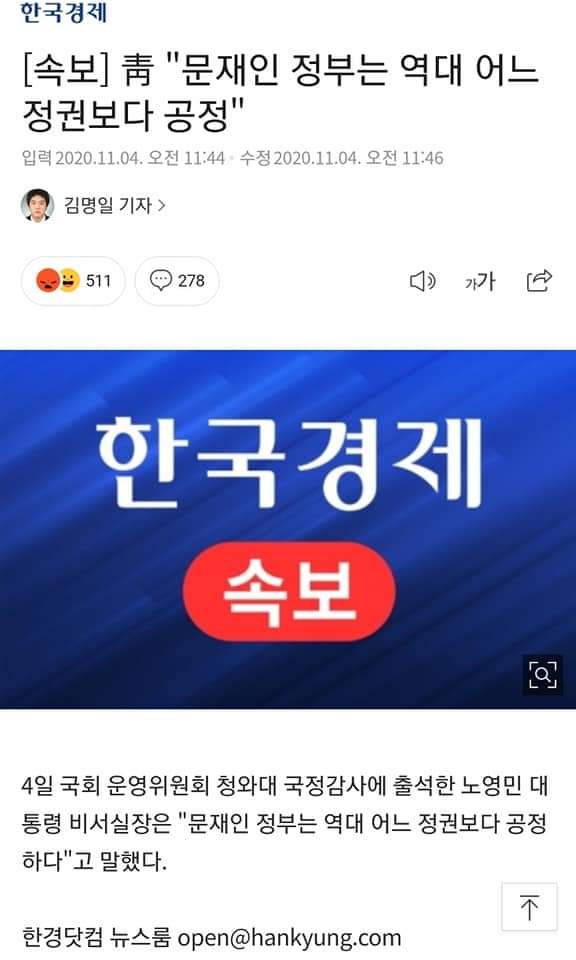 한국경제
[속보] 靑 "문재인 정부는 역대 어느
정권보다 공정"
입력 2020.11.04. 오전 11:44 · 수정 2020.11.04. 오전 11:46
김명일 기자 >
511 278 가가
한국경제
속보
4일 국회 운영위원회 청와대 국정감사에 출석한 노영민 대
통령 비서실장은 "문재인 정부는 역대 어느 정권보다 공정
하다"고 말했다.
한경닷컴 뉴스룸 open@hankyung.com